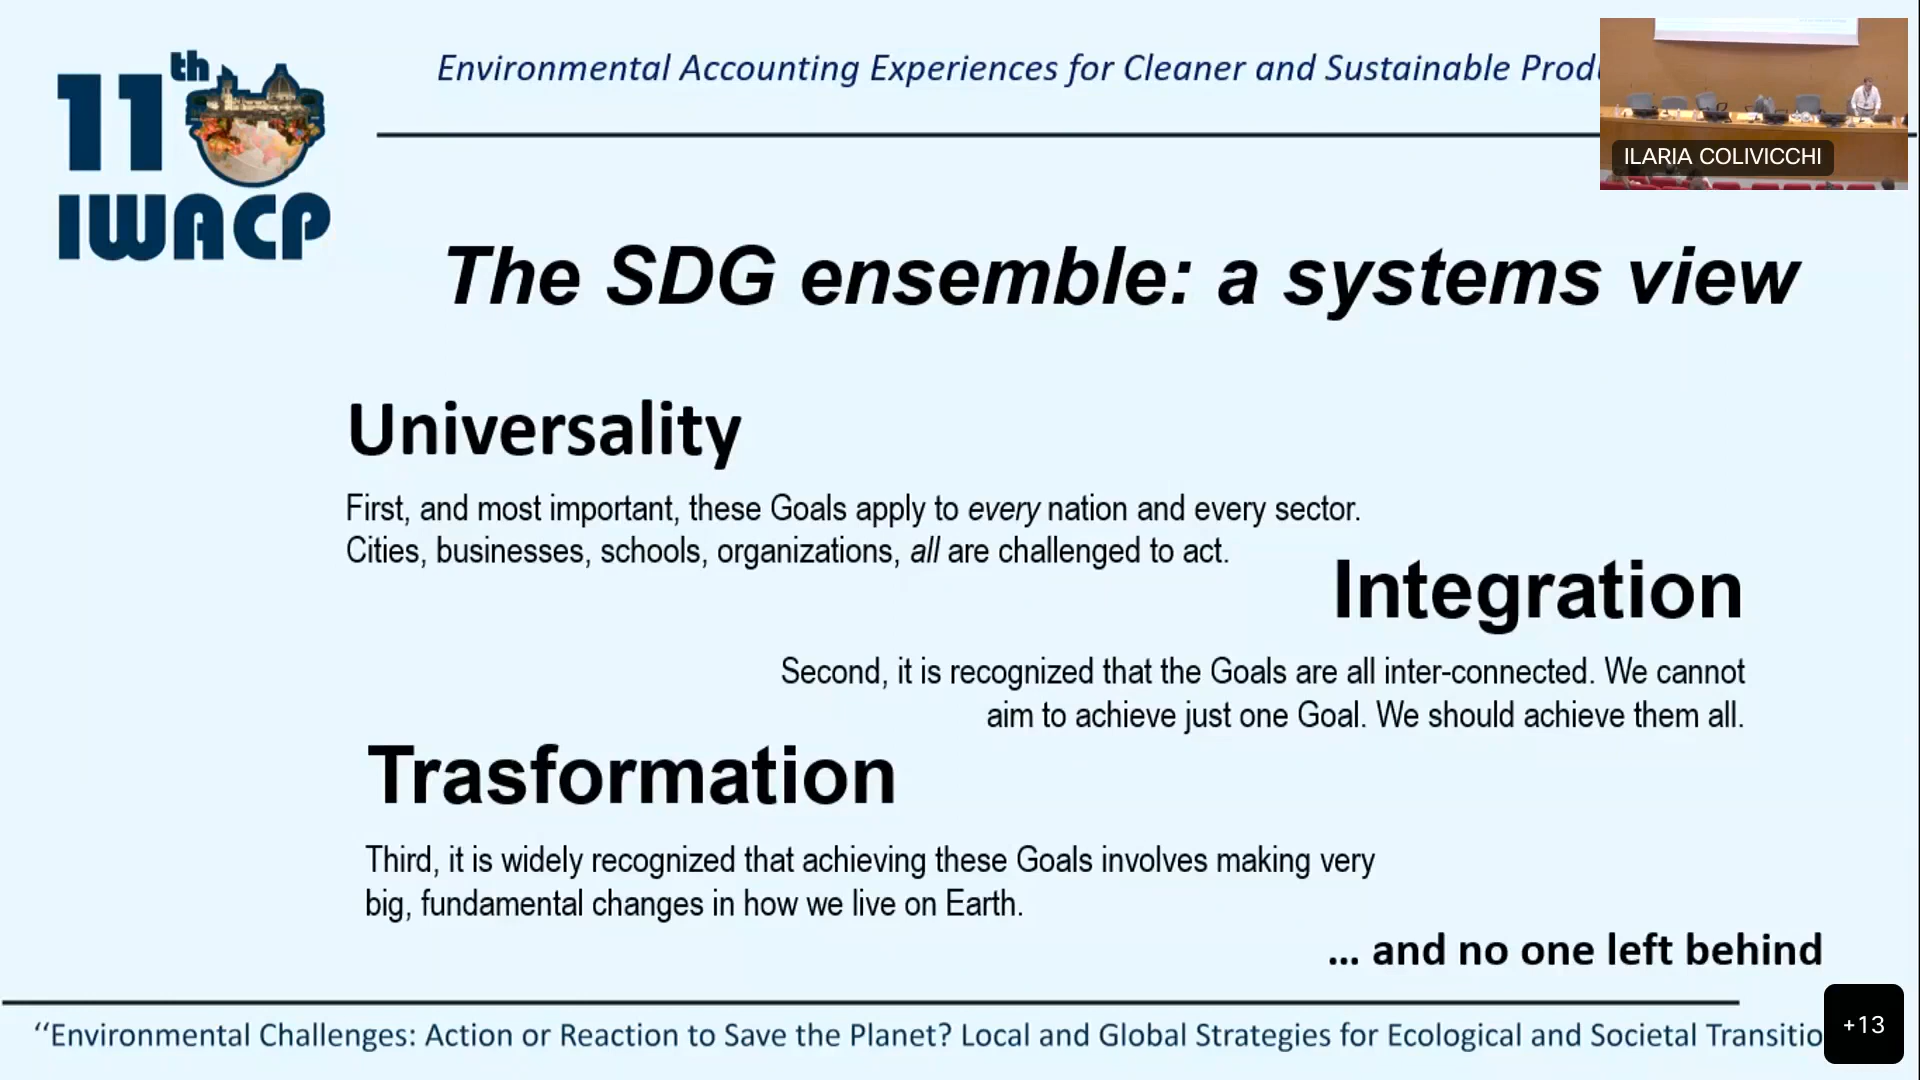 11th
IWACP
Environmental Accounting Experiences for Cleaner and Sustainable Prod
ILARIA COLIVICCHI
The SDG ensemble: a systems view
Universality
First, and most important, these Goals apply to every nation and every sector.
Cities, businesses, schools, organizations, all are challenged to act.
Integration
Second, it is recognized that the Goals are all inter-connected. We cannot
aim to achieve just one Goal. We should achieve them all.
Trasformation
Third, it is widely recognized that achieving these Goals involves making very
big, fundamental changes in how we live on Earth.
... and no one left behind
“Environmental Challenges: Action or Reaction to Save the Planet? Local and Global Strategies for Ecological and Societal Transitio
+13